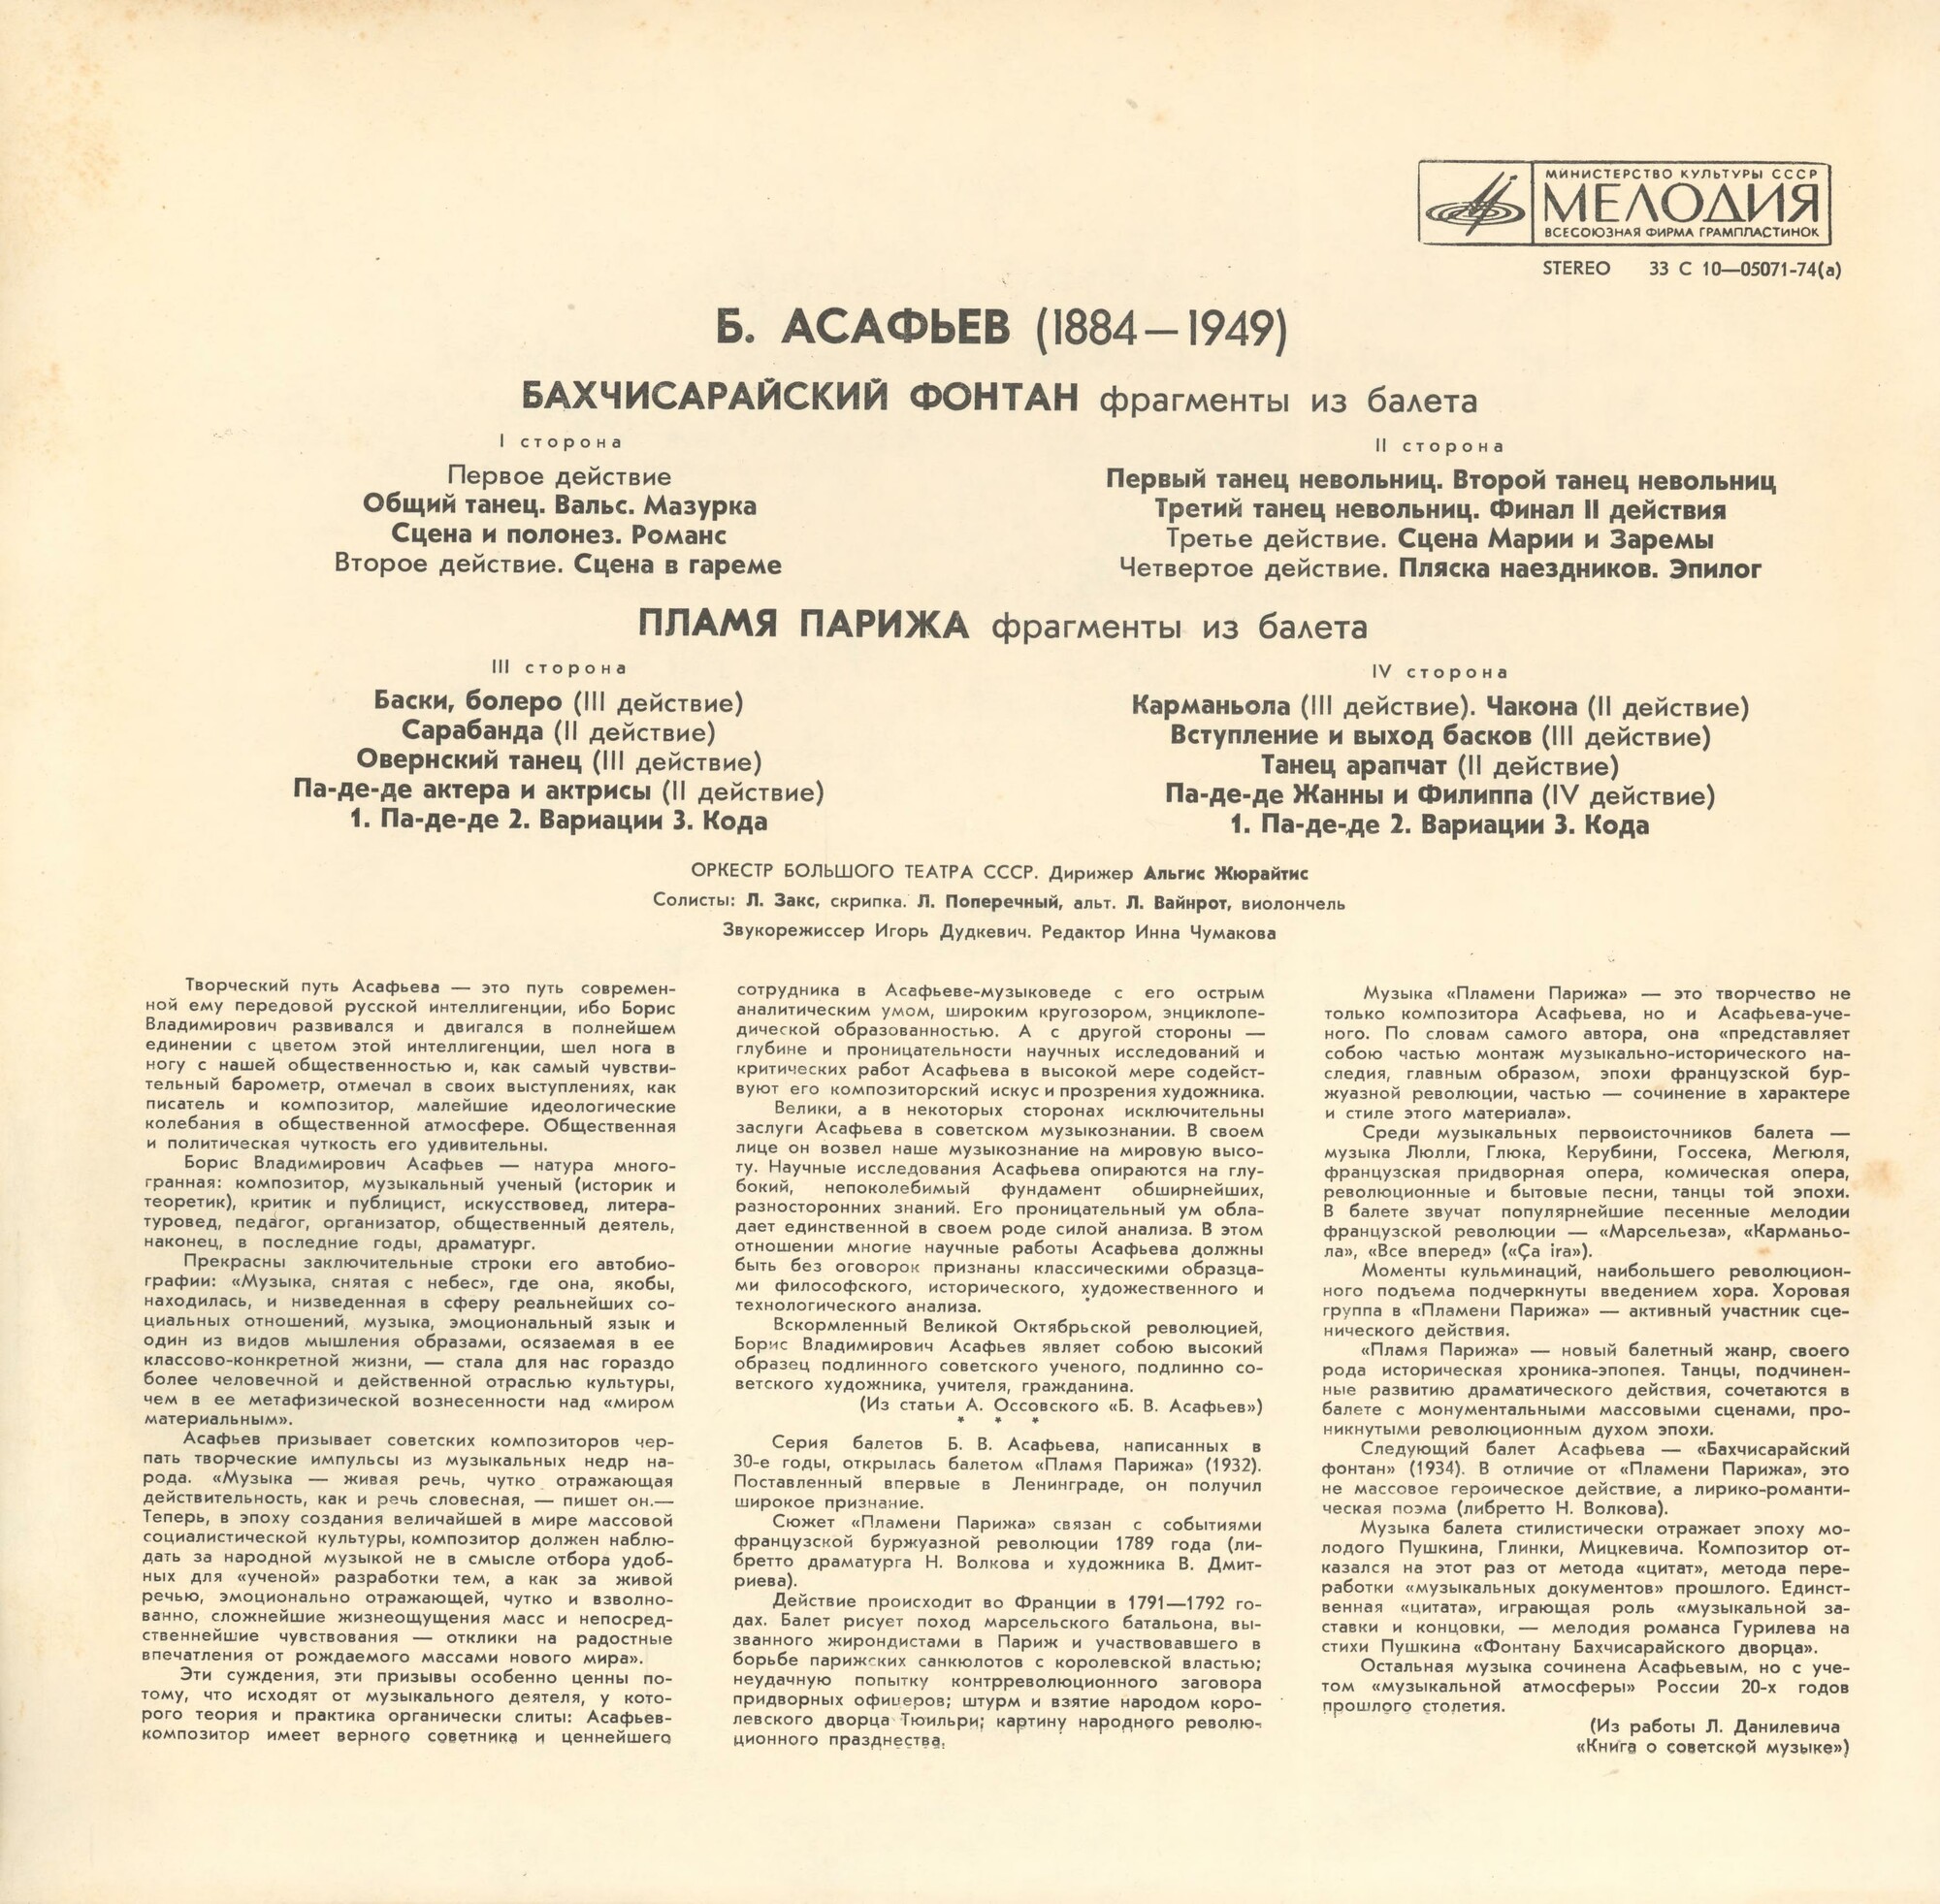 МИНИСТЕРСТВО КУЛЬТУРЫ СССР
МЕЛОДИЯ
ВСЕСОЮЗНАЯ ФИРМА ГРАМПЛАСТИНОК
STEREO 33 С 10—05071-74(а)
Б. АСАФЬЕВ (1884—1949)
БАХЧИСАРАЙСКИЙ ФОНТАН фрагменты из балета
I сторона
Первое действие
Общий танец. Вальс. Мазурка
Сцена и полонез. Романс
Второе действие. Сцена в гареме
II сторона
Первый танец невольниц. Второй танец невольниц
Третий танец невольниц. Финал II действия
Третье действие. Сцена Марии и Заремы
Четвертое действие. Пляска наездников. Эпилог
ПЛАМЯ ПАРИЖА фрагменты из балета
III сторона
Баски, болеро (III действие)
Сарабанда (II действие)
Овернский танец (III действие)
Па-де-де актера и актрисы (II действие)
1. Па-де-де 2. Вариации 3. Кода
IV сторона
Карманьола (III действие). Чакона (II действие)
Вступление и выход басков (III действие)
Танец арапчат (II действие)
Па-де-де Жанны и Филиппа (IV действие)
1. Па-де-де 2. Вариации 3. Кода
ОРКЕСТР БОЛЬШОГО ТЕАТРА СССР. Дирижер Альгис Жюрайтис
Солисты: Л. Закс, скрипка. Л. Поперечный, альт. Л. Вайнрот, виолончель
Звукорежиссер Игорь Дудкевич. Редактор Инна Чумакова
Творческий путь Асафьева — это путь современ-
ной ему передовой русской интеллигенции, ибо Борис
Владимирович развивался и двигался в полнейшем
единении с цветом этой интеллигенции, шел нога в
ногу с нашей общественностью и, как самый чувстви-
тельный барометр, отмечал в своих выступлениях, как
писатель и композитор, малейшие идеологические
колебания в общественной атмосфере. Общественная
и политическая чуткость его удивительны.
Борис Владимирович Асафьев — натура много-
гранная: композитор, музыкальный ученый (историк и
теоретик), критик и публицист, искусствовед, литера-
туровед, педагог, организатор, общественный деятель,
наконец, в последние годы, драматург.
Прекрасны заключительные строки его автобио-
графии: «Музыка, снятая с небес», где она, якобы,
находилась, и низведенная в сферу реальнейших со-
циальных отношений, музыка, эмоциональный язык и
один из видов мышления образами, осязаемая в ее
классово-конкретной жизни, — стала для нас гораздо
более человечной и действенной отраслью культуры,
чем в ее метафизической вознесенности над «миром
материальным».
Асафьев призывает советских композиторов чер-
пать творческие импульсы из музыкальных недр на-
рода. «Музыка — живая речь, чутко отражающая
действительность, как и речь словесная, — пишет он.—
Теперь, в эпоху создания величайшей в мире массовой
социалистической культуры, композитор должен наблю-
дать за народной музыкой не в смысле отбора удоб-
ных для «ученой» разработки тем, а как за живой
речью, эмоционально отражающей, чутко и взволно-
ванно, сложнейшие жизнеощущения масс и непосред-
ственнейшие чувствования — отклики на радостные
впечатления от рождаемого массами нового мира».
Эти суждения, эти призывы особенно ценны по-
тому, что исходят от музыкального деятеля, у кото-
рого теория и практика органически слиты: Асафьев-
композитор имеет верного советника и ценнейшего
сотрудника в Асафьеве-музыковеде с его острым
аналитическим умом, широким кругозором, энциклопе-
дической образованностью. А с другой стороны —
глубине и проницательности научных исследований и
критических работ Асафьева в высокой мере содейст-
вуют его композиторский искус и прозрения художника.
Велики, а в некоторых сторонах исключительны
заслуги Асафьева в советском музыкознании. В своем
лице он возвел наше музыкознание на мировую высо-
ту. Научные исследования Асафьева опираются на глу-
бокий, непоколебимый фундамент обширнейших,
разносторонних знаний. Его проницательный ум обла-
дает единственной в своем роде силой анализа. В этом
отношении многие научные работы Асафьева должны
быть без оговорок признаны классическими образца-
ми философского, исторического, художественного и
технологического анализа.
Вскормленный Великой Октябрьской революцией,
Борис Владимирович Асафьев являет собою высокий
образец подлинного советского ученого, подлинно со-
ветского художника, учителя, гражданина.
(Из статьи А. Оссовского «Б. В. Асафьев»)
* * *
Серия балетов Б. В. Асафьева, написанных в
30-е годы, открылась балетом «Пламя Парижа» (1932).
Поставленный впервые в Ленинграде, он получил
широкое признание.
Сюжет «Пламени Парижа» связан с событиями
французской буржуазной революции 1789 года (ли-
бретто драматурга Н. Волкова и художника В. Дмит-
риева).
Действие происходит во Франции в 1791—1792 го-
дах. Балет рисует поход марсельского батальона, вы-
званного жирондистами в Париж и участвовавшего в
борьбе парижских санкюлотов с королевской властью;
неудачную попытку контрреволюционного заговора
придворных офицеров; штурм и взятие народом коро-
левского дворца Тюильри; картину народного револю-
ционного празднества.
Музыка «Пламени Парижа» — это творчество не
только композитора Асафьева, но и Асафьева-уче-
ного. По словам самого автора, она «представляет
собою частью монтаж музыкально-исторического на-
следия, главным образом, эпохи французской бур-
жуазной революции, частью — сочинение в характере
и стиле этого материала».
Среди музыкальных первоисточников балета —
музыка Люлли, Глюка, Керубини, Госсека, Мегюля,
французская придворная опера, комическая опера,
революционные и бытовые песни, танцы той эпохи.
В балете звучат популярнейшие песенные мелодии
французской революции — «Марсельеза», «Карманьо-
ла», «Все вперед» («Ça ira»).
Моменты кульминаций, наибольшего революцион-
ного подъема подчеркнуты введением хора. Хоровая
группа в «Пламени Парижа» — активный участник сце-
нического действия.
«Пламя Парижа» — новый балетный жанр, своего
рода историческая хроника-эпопея. Танцы, подчинен-
ные развитию драматического действия, сочетаются в
балете с монументальными массовыми сценами, про-
никнутыми революционным духом эпохи.
Следующий балет Асафьева — «Бахчисарайский
фонтан» (1934). В отличие от «Пламени Парижа», это
не массовое героическое действие, а лирико-романти-
ческая поэма (либретто Н. Волкова).
Музыка балета стилистически отражает эпоху мо-
лодого Пушкина, Глинки, Мицкевича. Композитор от-
казался на этот раз от метода «цитат», метода пере-
работки «музыкальных документов» прошлого. Единст-
венная «цитата», играющая роль «музыкальной за-
ставки и концовки, — мелодия романса Гурилева на
стихи Пушкина «Фонтану Бахчисарайского дворца».
Остальная музыка сочинена Асафьевым, но с уче-
том «музыкальной атмосферы» России 20-х годов
прошлого столетия.
(Из работы Л. Данилевича
«Книга о советской музыке»)